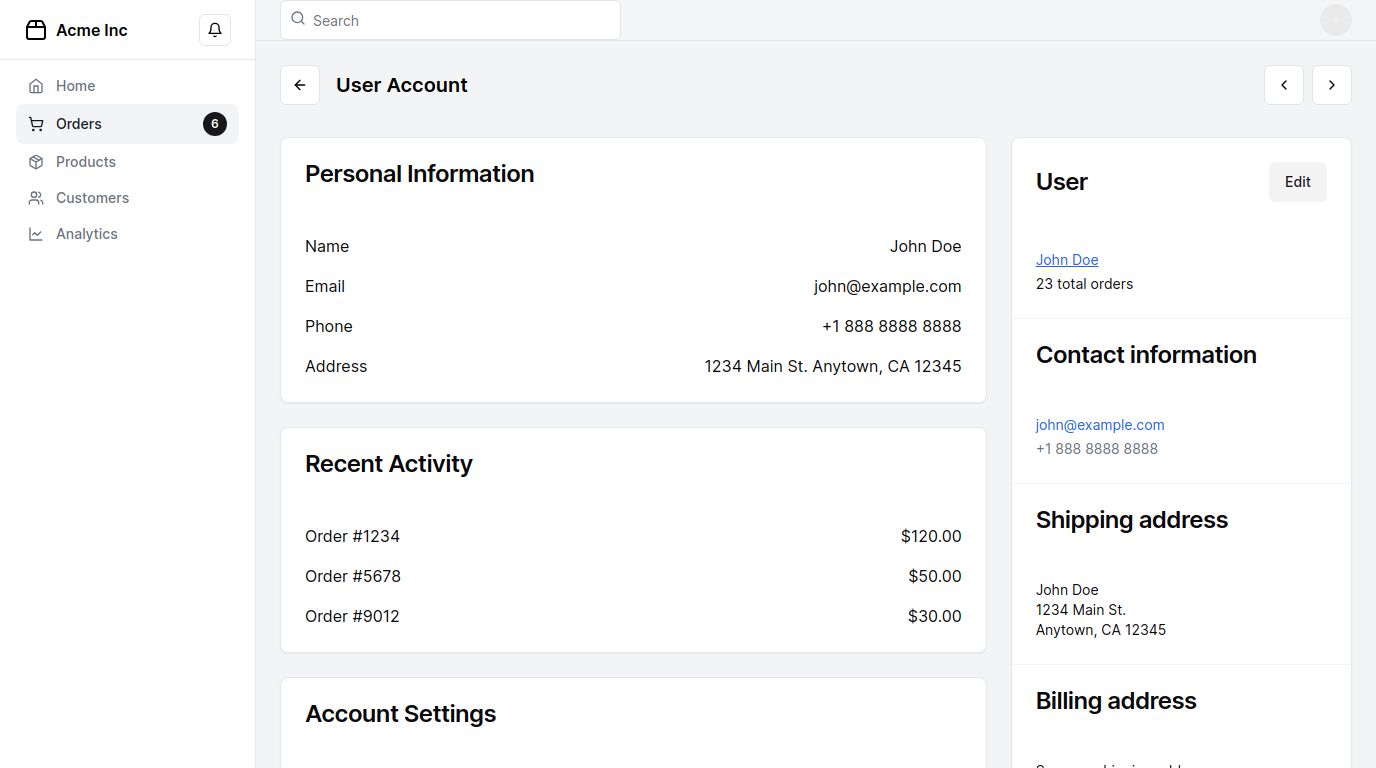 Acme Inc
Search
Home
Orders 6
Products
Customers
Analytics
User Account
Personal Information
Name John Doe
Email john@example.com
Phone +1 888 8888 8888
Address 1234 Main St. Anytown, CA 12345
Recent Activity
Order #1234 $120.00
Order #5678 $50.00
Order #9012 $30.00
Account Settings
User Edit
John Doe
23 total orders
Contact information
john@example.com
+1 888 8888 8888
Shipping address
John Doe
1234 Main St.
Anytown, CA 12345
Billing address